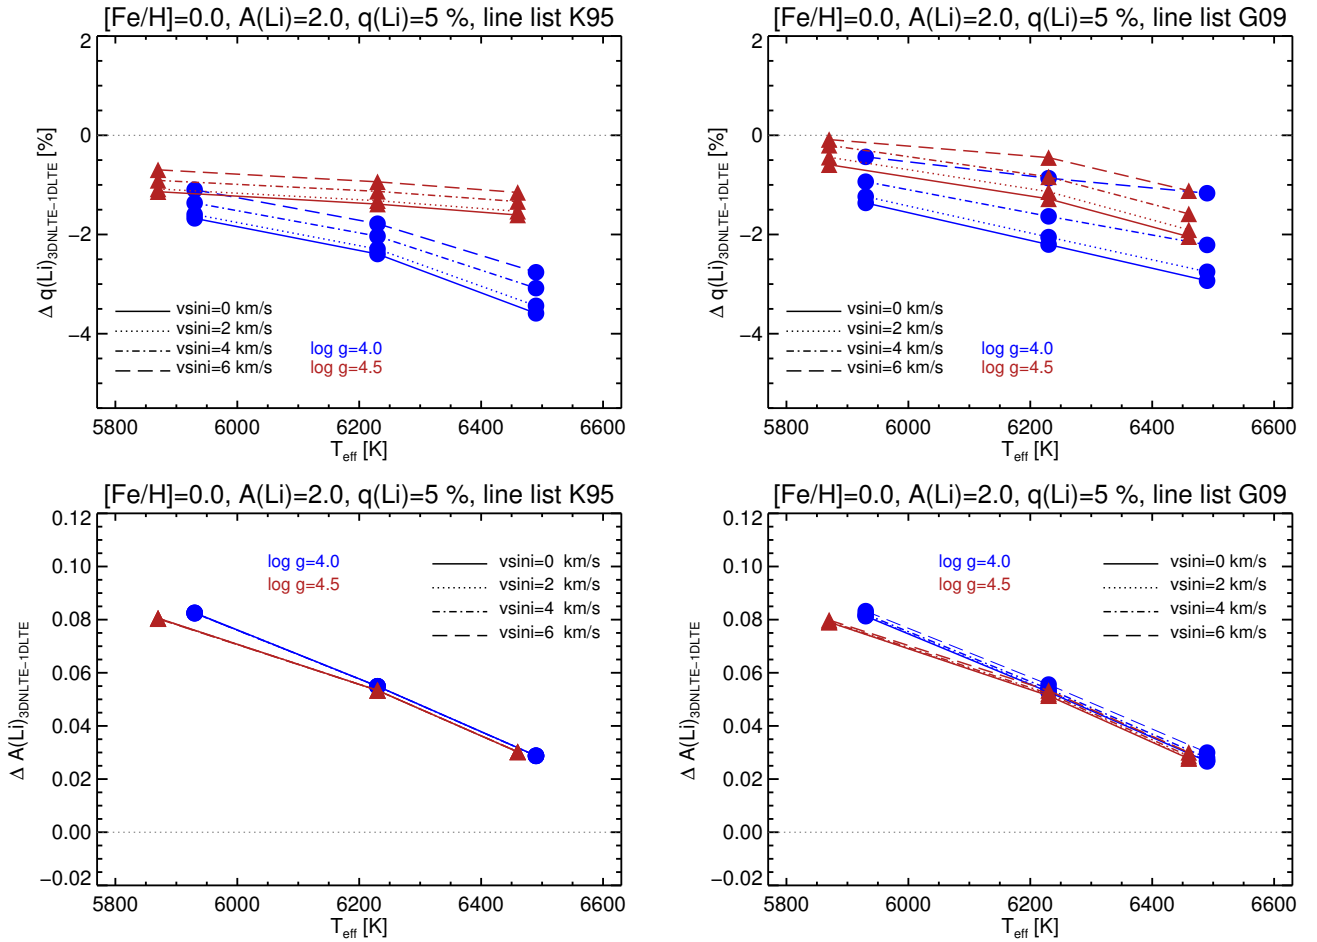 [Fe/H]=0.0, A(Li)=2.0, q(Li)=5 %, line list K95
2
0
−2
−4
Δ q(Li)3DNLTE−1DLTE [%]
vsini=0 km/s
vsini=2 km/s
vsini=4 km/s
vsini=6 km/s
log g=4.0
log g=4.5
5800 6000 6200 6400 6600
Teff [K]
[Fe/H]=0.0, A(Li)=2.0, q(Li)=5 %, line list G09
2
0
−2
−4
Δ q(Li)3DNLTE−1DLTE [%]
vsini=0 km/s
vsini=2 km/s
vsini=4 km/s
vsini=6 km/s
log g=4.0
log g=4.5
5800 6000 6200 6400 6600
Teff [K]
[Fe/H]=0.0, A(Li)=2.0, q(Li)=5 %, line list K95
0.12
0.10
0.08
0.06
0.04
0.02
0.00
−0.02
Δ A(Li)3DNLTE−1DLTE
log g=4.0
log g=4.5
vsini=0 km/s
vsini=2 km/s
vsini=4 km/s
vsini=6 km/s
5800 6000 6200 6400 6600
Teff [K]
[Fe/H]=0.0, A(Li)=2.0, q(Li)=5 %, line list G09
0.12
0.10
0.08
0.06
0.04
0.02
0.00
−0.02
Δ A(Li)3DNLTE−1DLTE
log g=4.0
log g=4.5
vsini=0 km/s
vsini=2 km/s
vsini=4 km/s
vsini=6 km/s
5800 6000 6200 6400 6600
Teff [K]